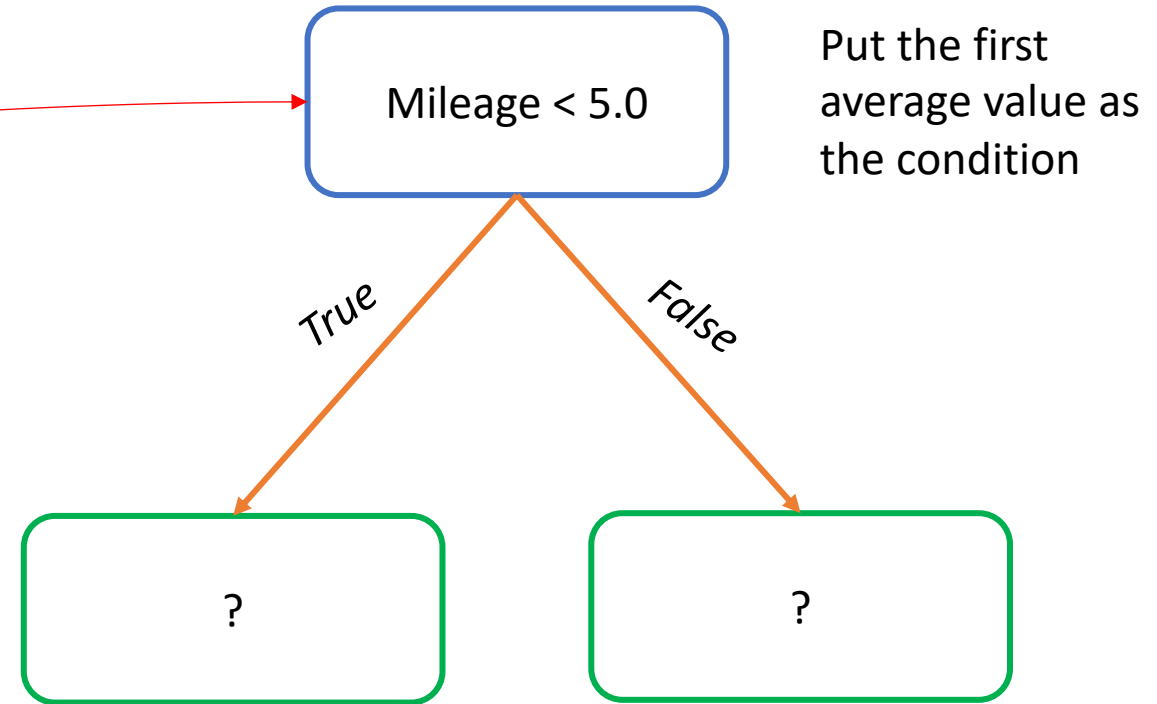 Mileage < 5.0
Put the first
average value as
the condition
True
False
?
?